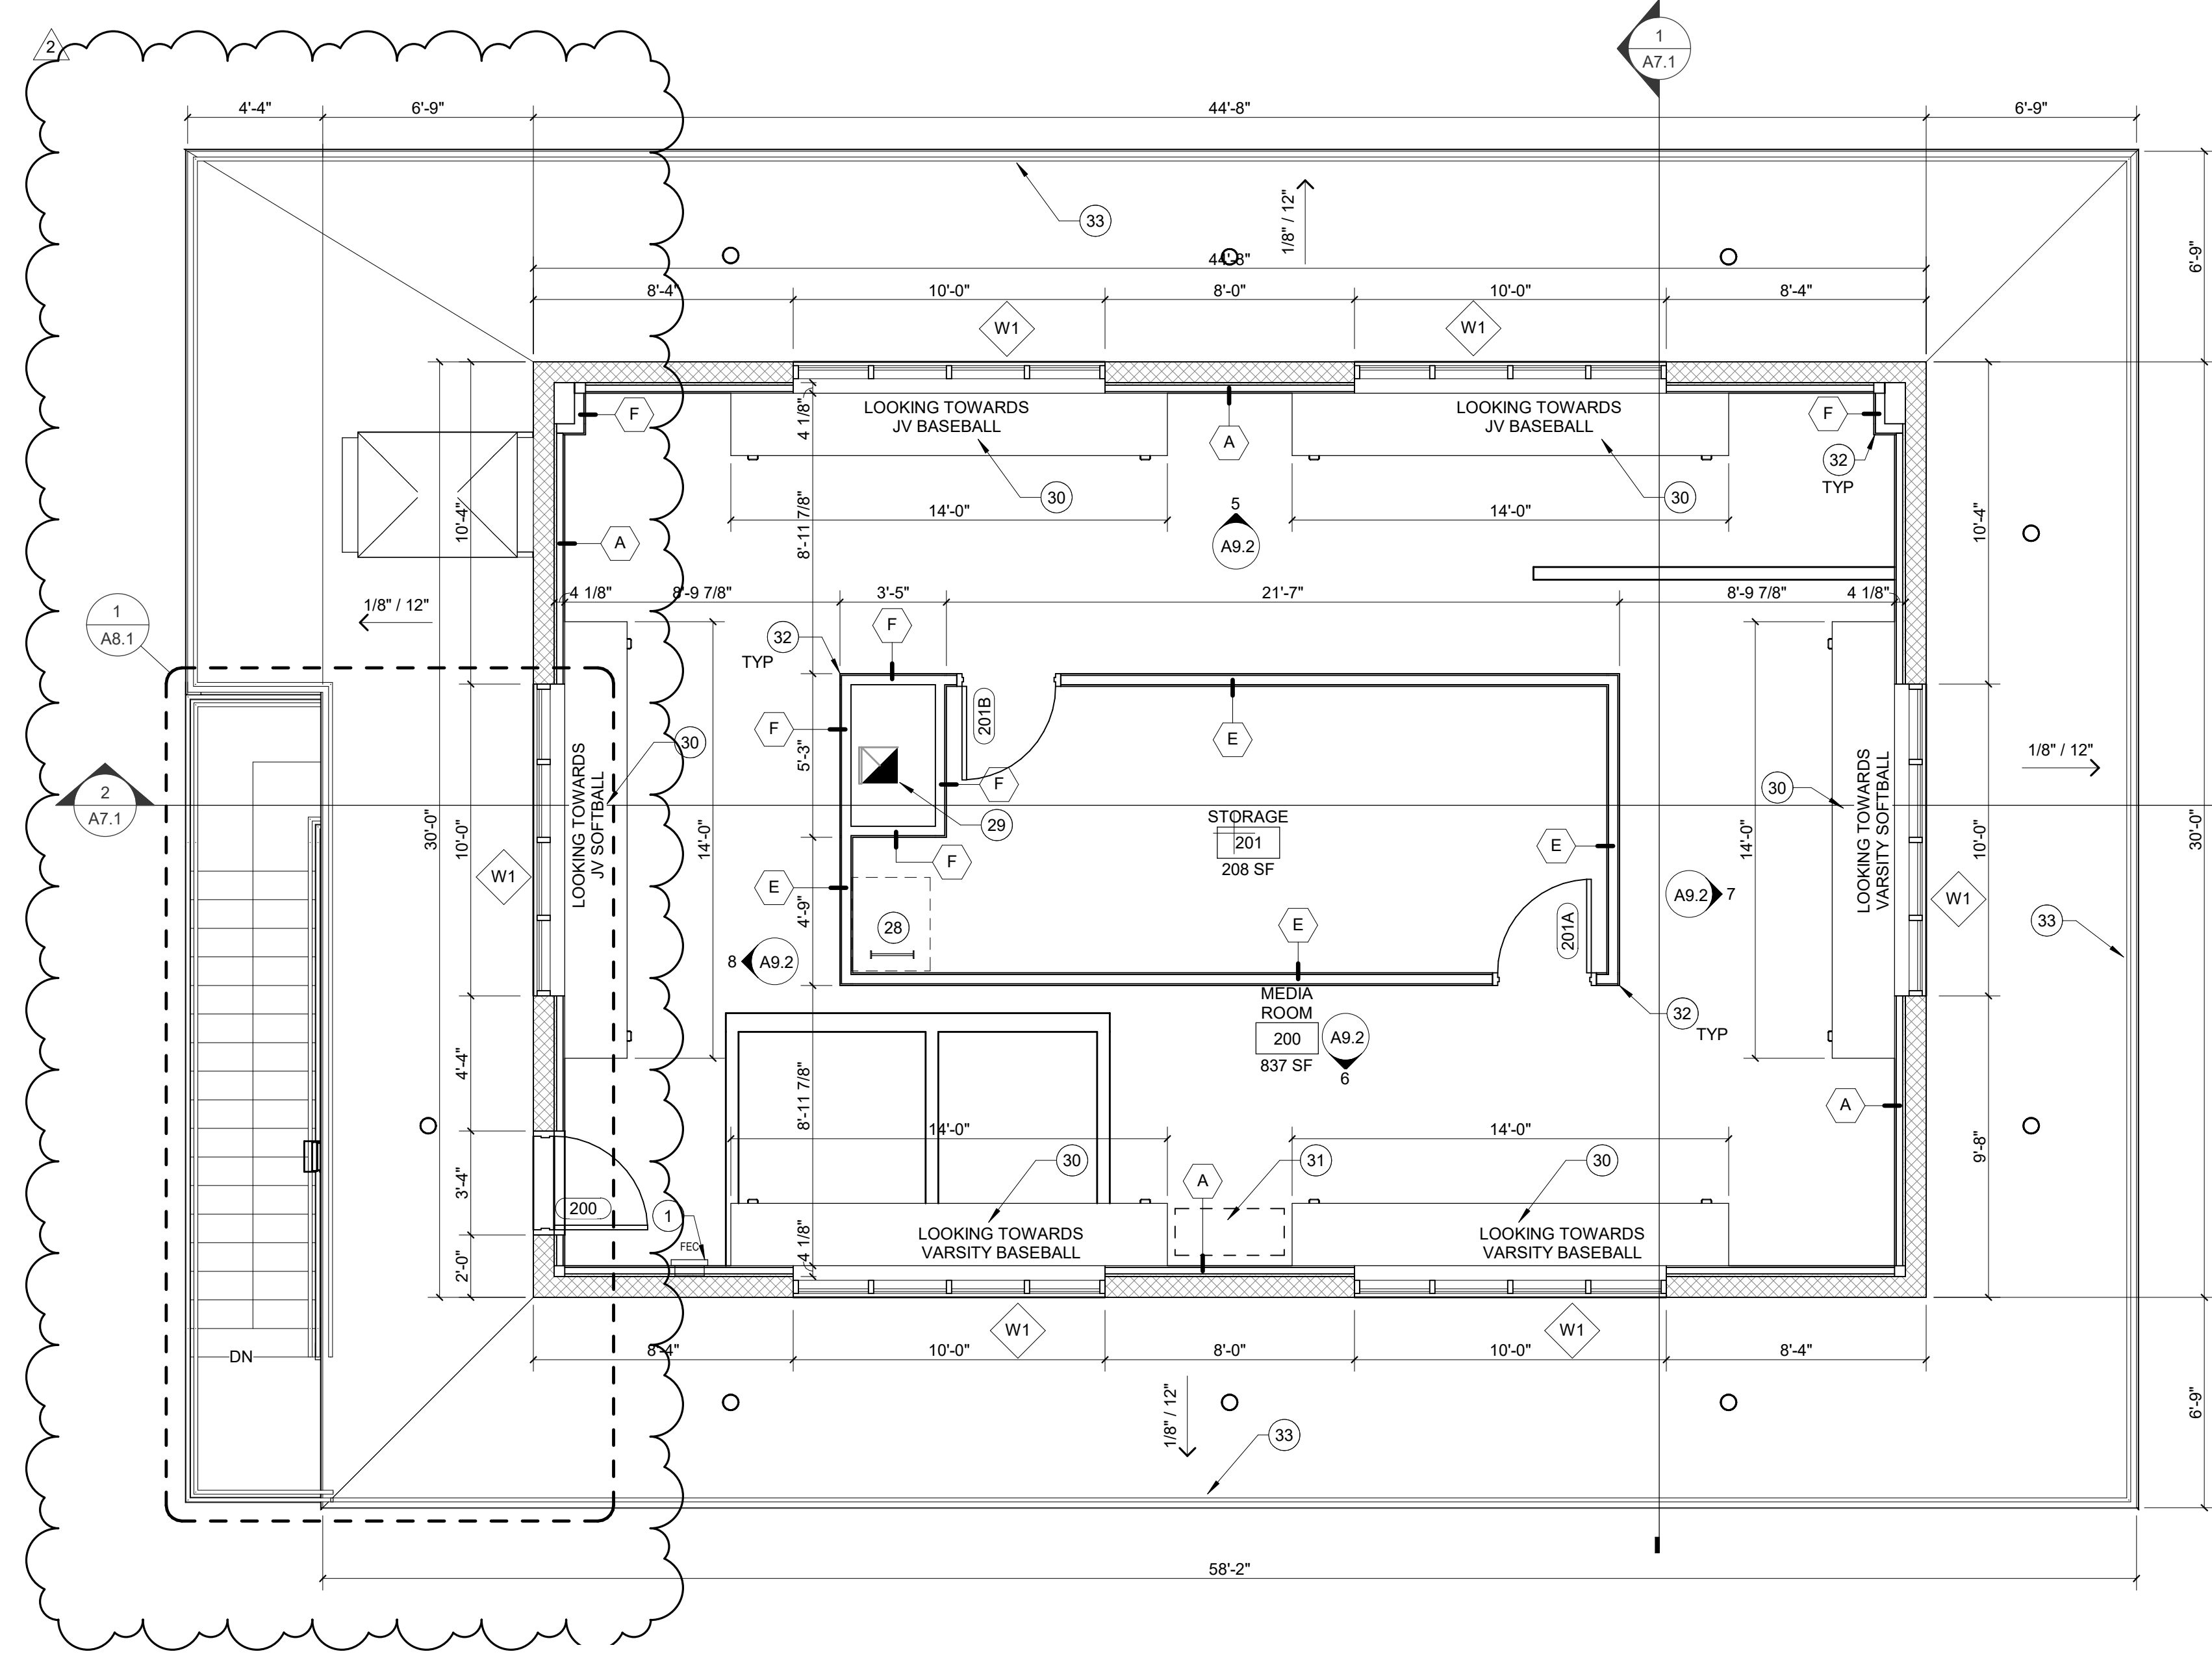 2
1
A7.1
4'-4"
6'-9"
44'-8"
6'-9"
33
1/8" / 12"
6'-9"
44'-8"
8'-4"
10'-0"
8'-0"
10'-0"
8'-4"
W1
W1
LOOKING TOWARDS
JV BASEBALL
LOOKING TOWARDS
JV BASEBALL
F
4 1/8"
A
F
32
TYP
30
30
14'-0"
14'-0"
5
A9.2
10'-4"
A
8'-11 7/8"
10'-4"
4 1/8"
8'-9 7/8"
3'-5"
21'-7"
8'-9 7/8"
4 1/8"
1/8" / 12"
1
A8.1
32
TYP
F
201B
F
E
30
5'-3"
F
29
LOOKING TOWARDS
JV SOFTBALL
14'-0"
STORAGE
201
208 SF
E
30
14'-0"
LOOKING TOWARDS
VARSITY SOFTBALL
1/8" / 12"
2
A7.1
30'-0"
10'-0"
W1
F
E
4'-9"
28
E
201A
A9.2
7
10'-0"
W1
33
30'-0"
8
A9.2
MEDIA
ROOM
200
837 SF
A9.2
6
32
TYP
4'-4"
8'-11 7/8"
A
9'-8"
14'-0"
14'-0"
30
A
31
30
3'-4"
200
1
FEC
4 1/8"
LOOKING TOWARDS
VARSITY BASEBALL
LOOKING TOWARDS
VARSITY BASEBALL
2'-0"
DN
W1
W1
8'-4"
10'-0"
8'-0"
10'-0"
8'-4"
1/8" / 12"
33
6'-9"
58'-2"